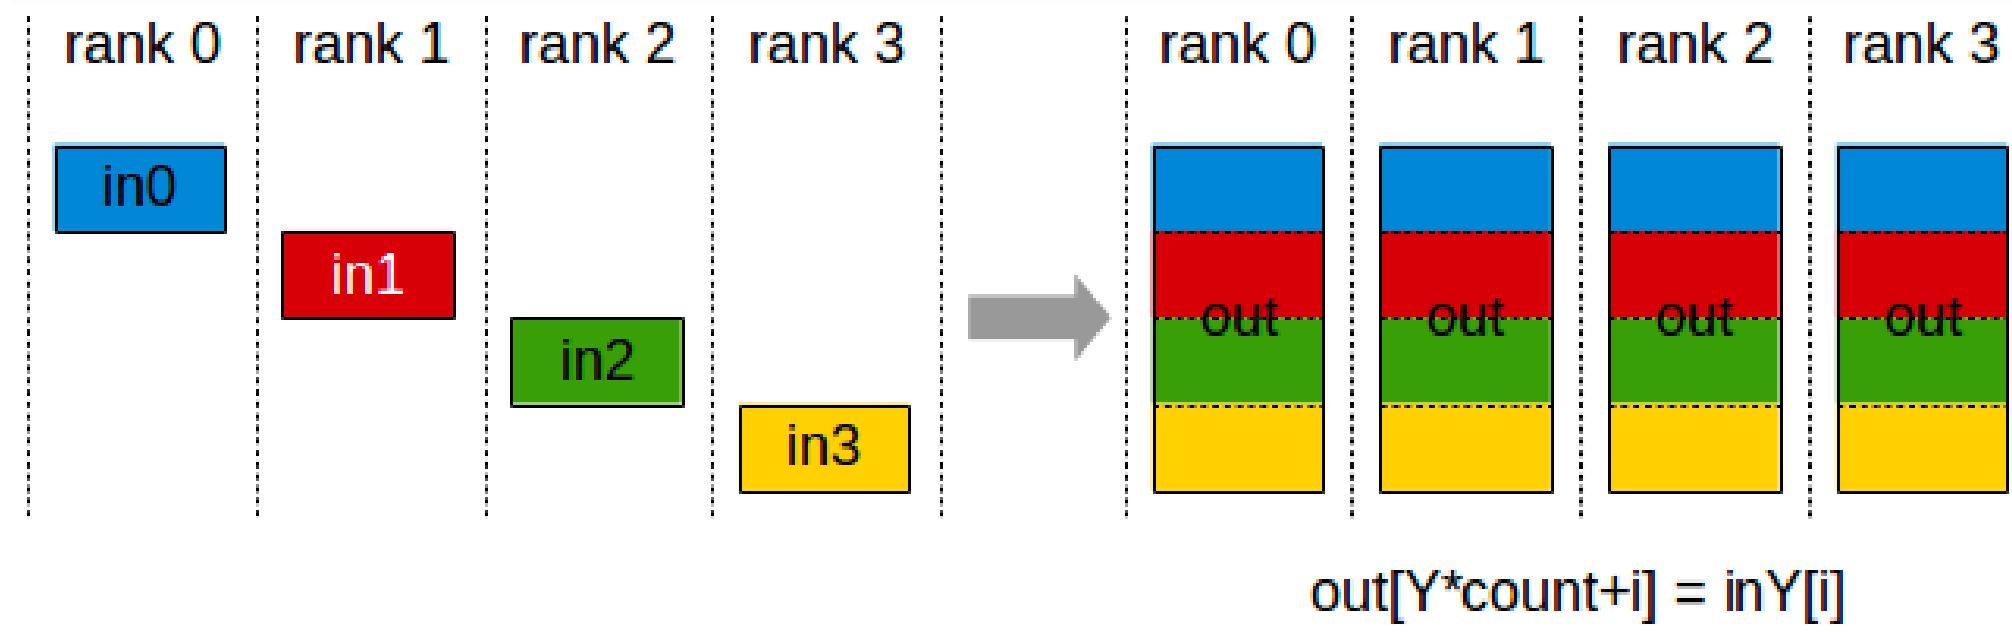 rank 0 rank 1 rank 2 rank 3 rank 0 rank 1 rank 2 rank 3
in0
in1
in2
in3
out out out out
out[Y*count+i] = inY[i]